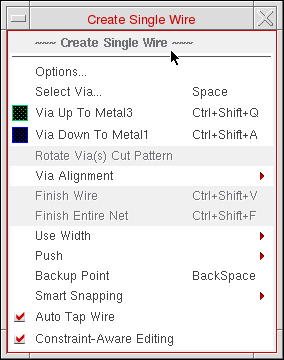 Create Single Wire
~~~ Create Single Wire ~~~
Options...
Select Via... Space
Via Up To Metal3 Ctrl+Shift+Q
Via Down To Metal1 Ctrl+Shift+A
Rotate Via(s) Cut Pattern
Via Alignment
Finish Wire Ctrl+Shift+V
Finish Entire Net Ctrl+Shift+F
Use Width
Push
Backup Point BackSpace
Smart Snapping
Auto Tap Wire
Constraint-Aware Editing